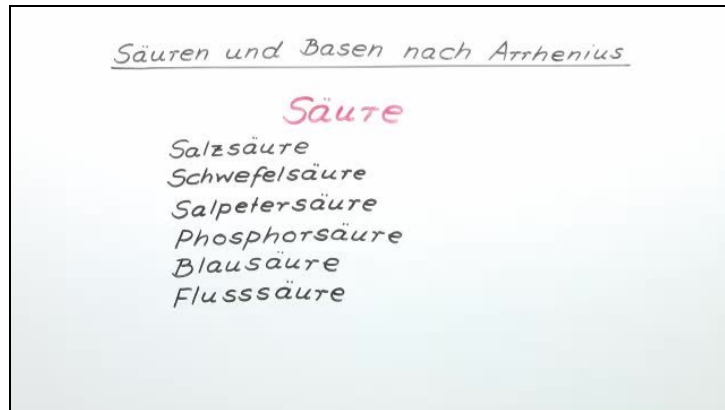 Säuren und Basen nach Arrhenius
Säure
Salzsäure
Schwefelsäure
Salpetersäure
Phosphorsäure
Blausäure
Flusssäure